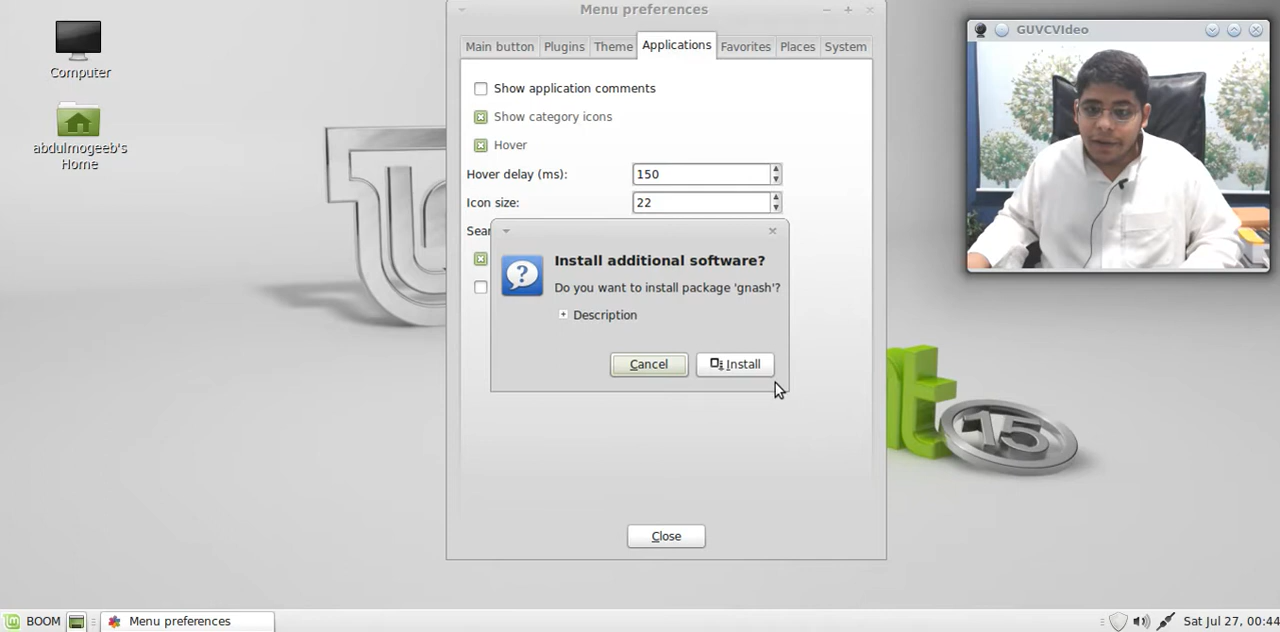 Menu preferences
GUVCVIdeo
Computer
abdulmogeeb's
Home
Main button Plugins Theme Applications Favorites Places System
Show application comments
Show category icons
Hover
Hover delay (ms): 150
Icon size: 22
Sear
Install additional software?
Do you want to install package 'gnash'?
Description
Cancel Install
Close
15
BOOM Menu preferences Sat Jul 27, 00:44